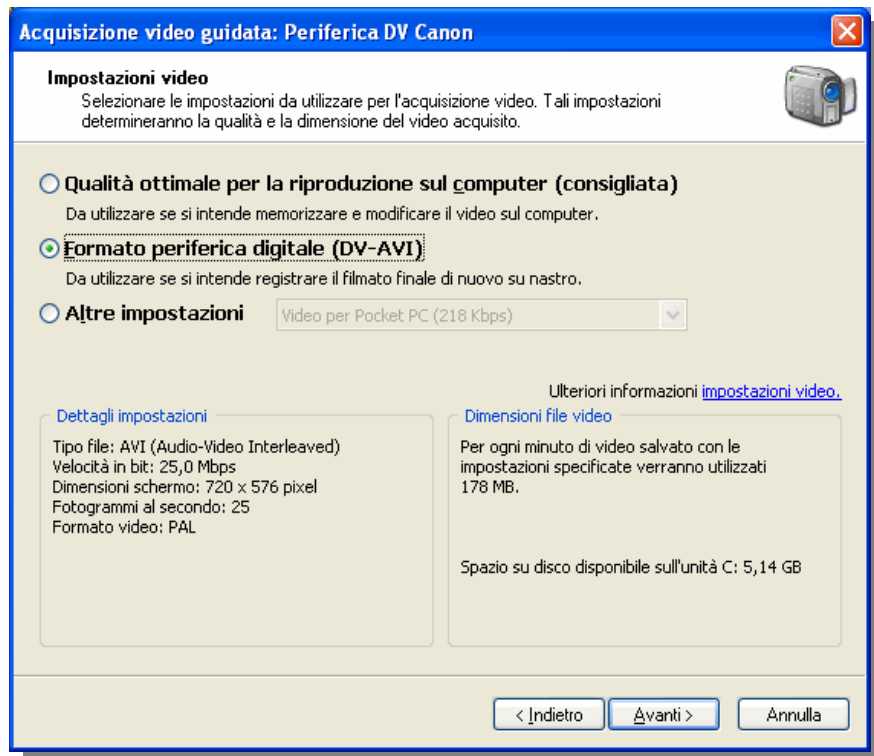 Acquisizione video guidata: Periferica DV Canon
Impostazioni video
Selezionare le impostazioni da utilizzare per l'acquisizione video. Tali impostazioni
determineranno la qualità e la dimensione del video acquisito.
Qualità ottimale per la riproduzione sul computer (consigliata)
Da utilizzare se si intende memorizzare e modificare il video sul computer.
Formato periferica digitale (DV-AVI)
Da utilizzare se si intende registrare il filmato finale di nuovo su nastro.
Altre impostazioni
Video per Pocket PC (218 Kbps)
Ulteriori informazioni impostazioni video.
Dettagli impostazioni
Tipo file: AVI (Audio-Video Interleaved)
Velocità in bit: 25,0 Mbps
Dimensioni schermo: 720 x 576 pixel
Fotogrammi al secondo: 25
Formato video: PAL
Dimensioni file video
Per ogni minuto di video salvato con le
impostazioni specificate verranno utilizzati
178 MB.
Spazio su disco disponibile sull'unità C: 5,14 GB
< Indietro
Avanti >
Annulla